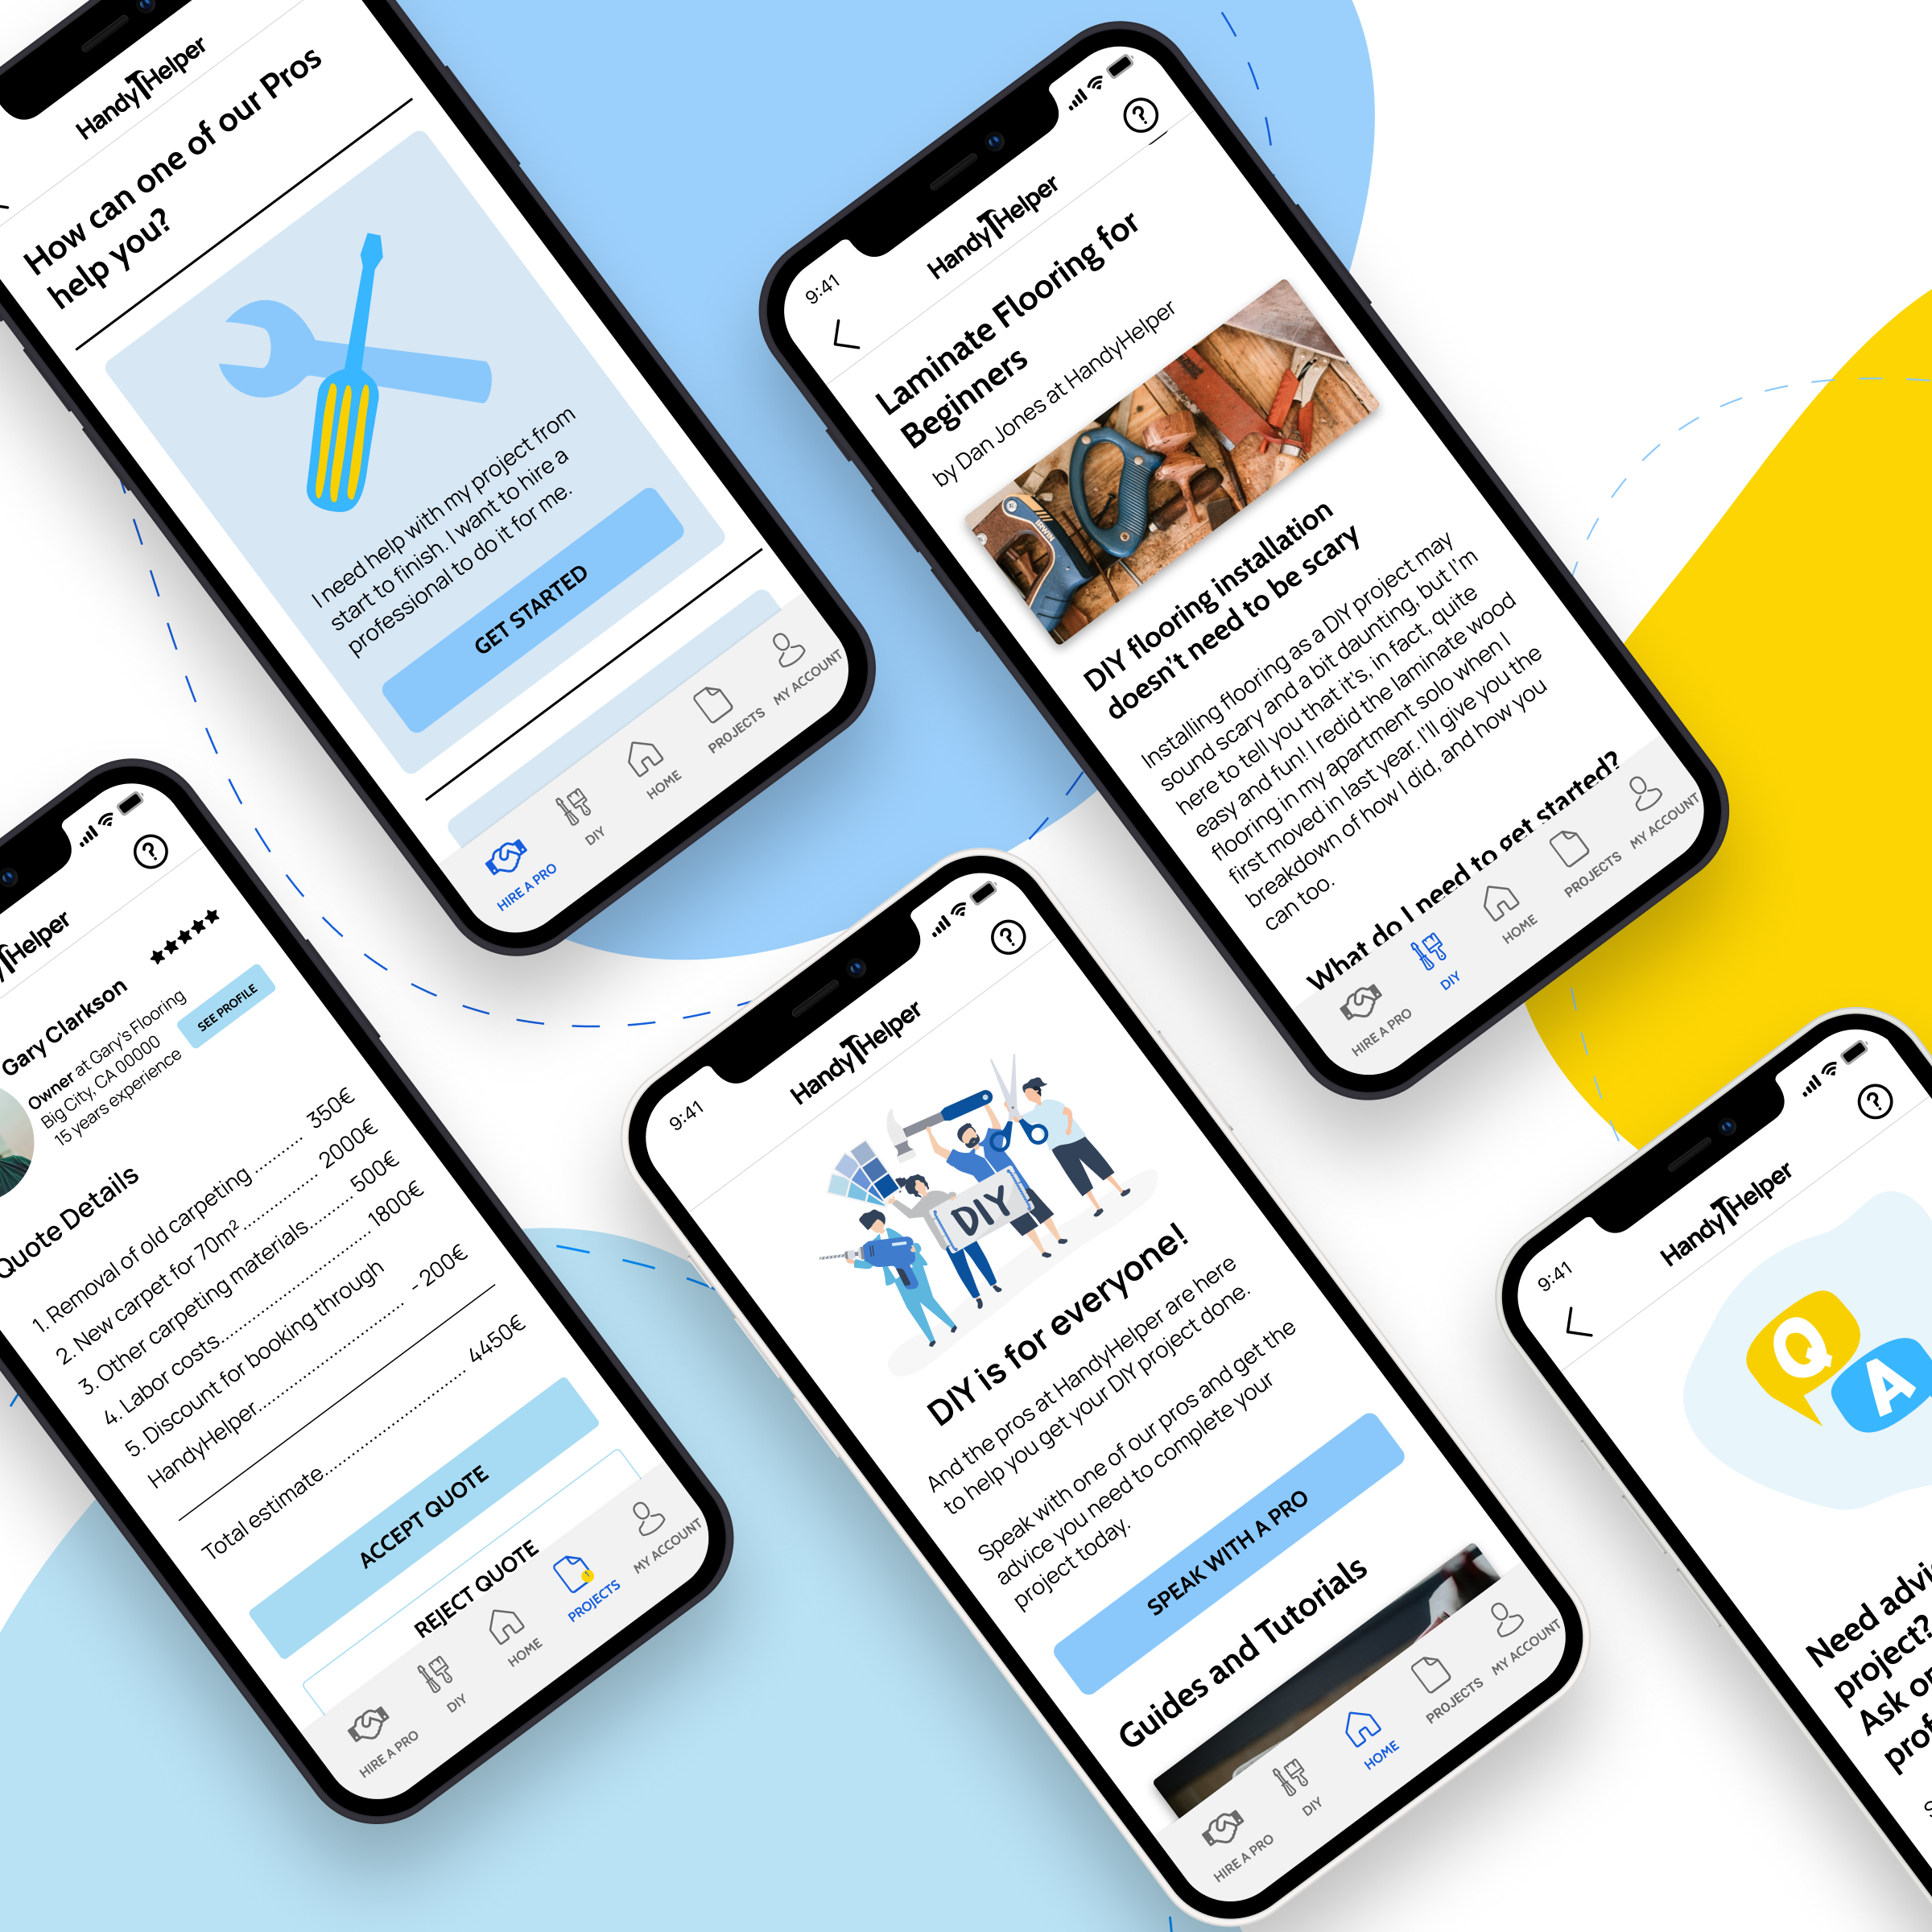 HandyHelper
How can one of our Pros
help you?
I need help with my project from
start to finish. I want to hire a
professional to do it for me.
GET STARTED
HIRE A PRO
DIY
HOME
PROJECTS
MY ACCOUNT
9:41
HandyHelper
?
Laminate Flooring for
Beginners
by Dan Jones at HandyHelper
IRWIN
DIY flooring installation
doesn't need to be scary
Installing flooring as a DIY project may
sound scary and a bit daunting, but I'm
here to tell you that it's, in fact, quite
easy and fun! I redid the laminate wood
flooring in my apartment solo when I
first moved in last year. I'll give you the
breakdown of how I did, and how you
can too.
What do I need to get started?
HIRE A PRO
DIY
HOME
PROJECTS
MY ACCOUNT
?
Helper
Gary Clarkson
Owner at Gary's Flooring
Big City, CA 00000
15 years experience
SEE PROFILE
Quote Details
1. Removal of old carpeting .......... 350€
2. New carpet for 70m².............. 2000€
3. Other carpeting materials........ 500€
4. Labor costs............................. 1800€
5. Discount for booking through
HandyHelper........................... - 200€
Total estimate........................... 4450€
ACCEPT QUOTE
REJECT QUOTE
HIRE A PRO
DIY
HOME
PROJECTS
MY ACCOUNT
9:41
HandyHelper
?
DIY
DIY is for everyone!
And the pros at HandyHelper are here
to help you get your DIY project done.
Speak with one of our pros and get the
advice you need to complete your
project today.
SPEAK WITH A PRO
Guides and Tutorials
HIRE A PRO
DIY
HOME
PROJECTS
MY ACCOUNT
9:41
HandyHelper
?
Q
A
Need advi
project?
Ask o
prof